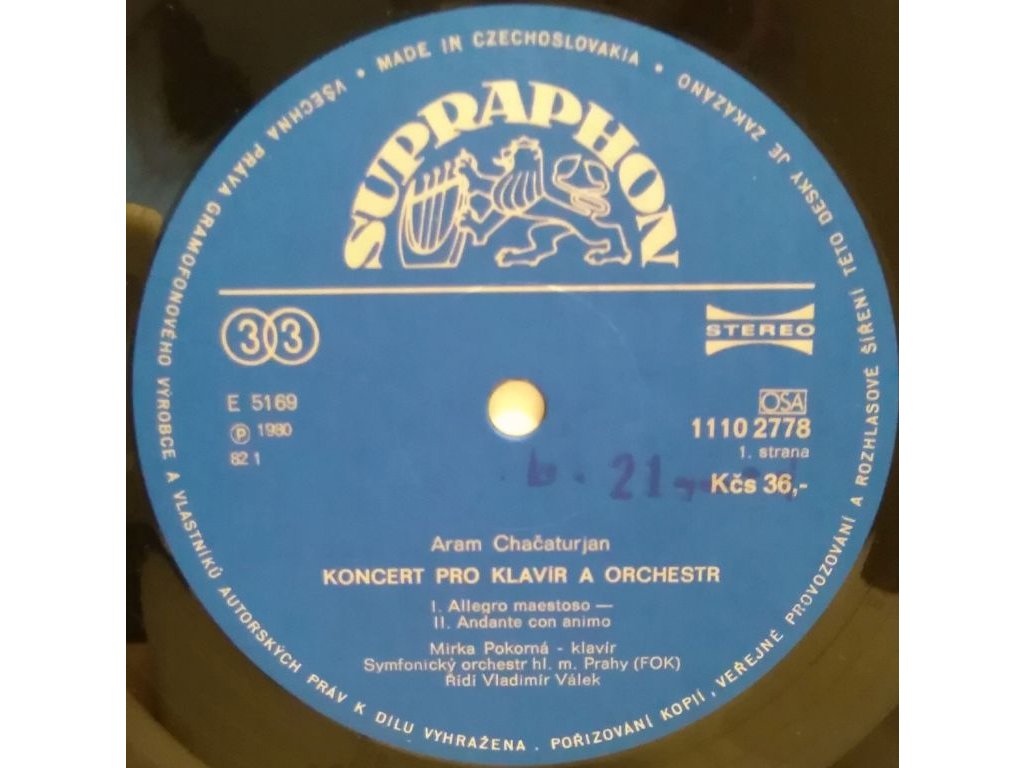 VŠECHNA PRÁVA GRAMOFONOVÉHO VÝROBCE A VLASTNÍKŮ AUTORSKÝCH PRÁV K DÍLU VYHRAŽENA . POŘIZOVÁNÍ KOPIÍ, VEŘEJNÉ PROVOZOVÁNÍ A ROZHLASOVÉ ŠÍŘENÍ TÉTO DESKY JE ZAKÁZÁNO • MADE IN CZECHOSLOVAKIA •
SUPRAPHON
33
STEREO
E 5169
OSA
Ⓟ 1980
1110 2778
82 1
1. strana
21
Kčs 36,-
Aram Chačaturjan
KONCERT PRO KLAVÍR A ORCHESTR
I. Allegro maestoso —
II. Andante con animo
Mirka Pokorná - klavír
Symfonický orchestr hl. m. Prahy (FOK)
Řídí Vladimír Válek